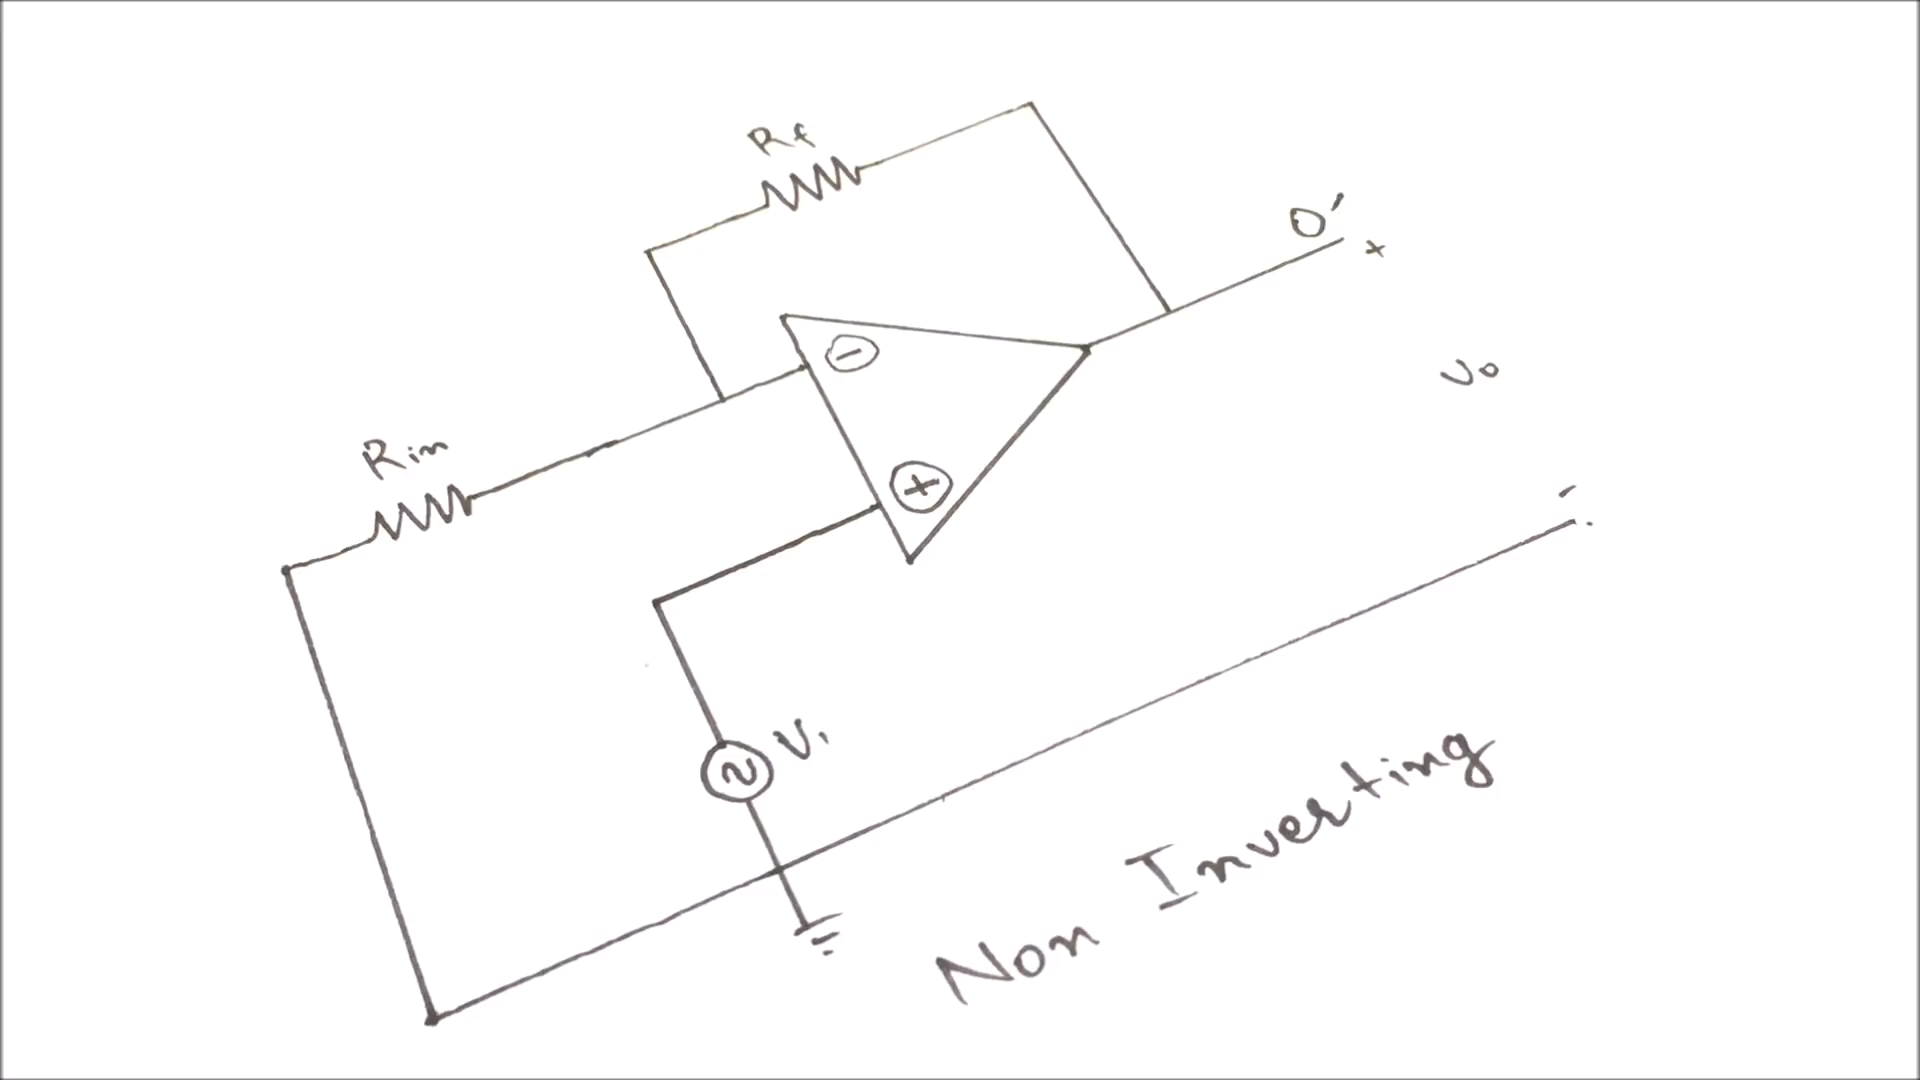 Rf
O'
+
-
Vo
Rin
+
-
V1
Non Inverting